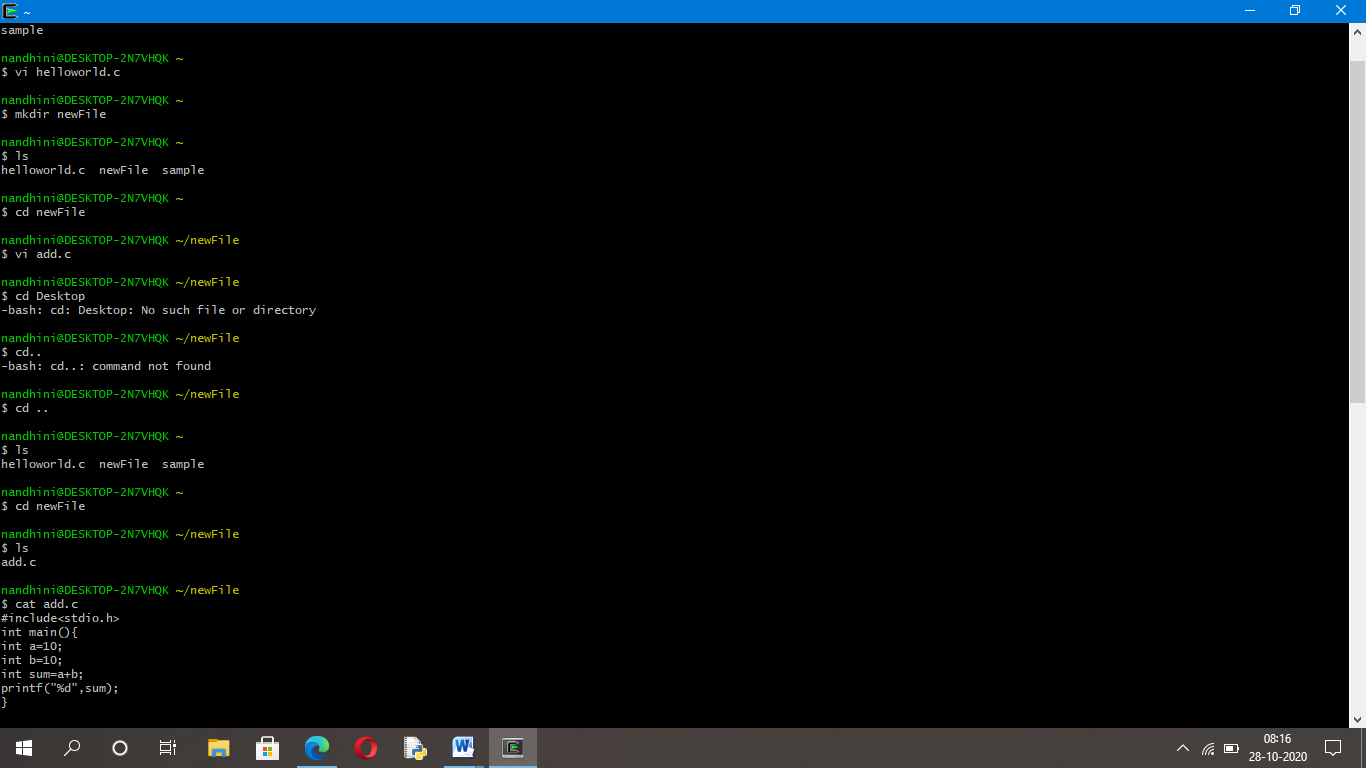 ~
sample
nandhini@DESKTOP-2N7VHQK ~
$ vi helloworld.c
nandhini@DESKTOP-2N7VHQK ~
$ mkdir newFile
nandhini@DESKTOP-2N7VHQK ~
$ ls
helloworld.c  newFile  sample
nandhini@DESKTOP-2N7VHQK ~
$ cd newFile
nandhini@DESKTOP-2N7VHQK ~/newFile
$ vi add.c
nandhini@DESKTOP-2N7VHQK ~/newFile
$ cd Desktop
-bash: cd: Desktop: No such file or directory
nandhini@DESKTOP-2N7VHQK ~/newFile
$ cd..
-bash: cd..: command not found
nandhini@DESKTOP-2N7VHQK ~/newFile
$ cd ..
nandhini@DESKTOP-2N7VHQK ~
$ ls
helloworld.c  newFile  sample
nandhini@DESKTOP-2N7VHQK ~
$ cd newFile
nandhini@DESKTOP-2N7VHQK ~/newFile
$ ls
add.c
nandhini@DESKTOP-2N7VHQK ~/newFile
$ cat add.c
#include<stdio.h>
int main(){
int a=10;
int b=10;
int sum=a+b;
printf("%d",sum);
}
08:16
28-10-2020